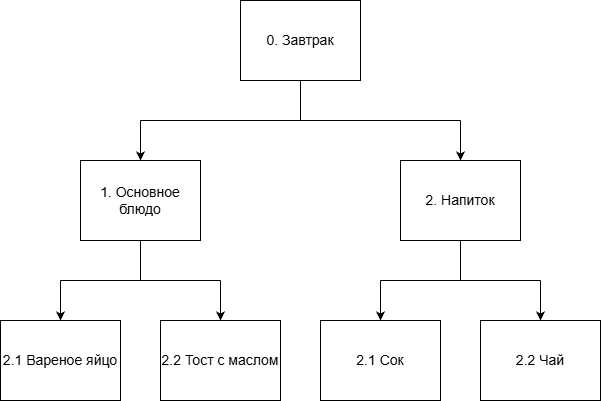 0. Завтрак
1. Основное
блюдо
2. Напиток
2.1 Вареное яйцо
2.2 Тост с маслом
2.1 Сок
2.2 Чай